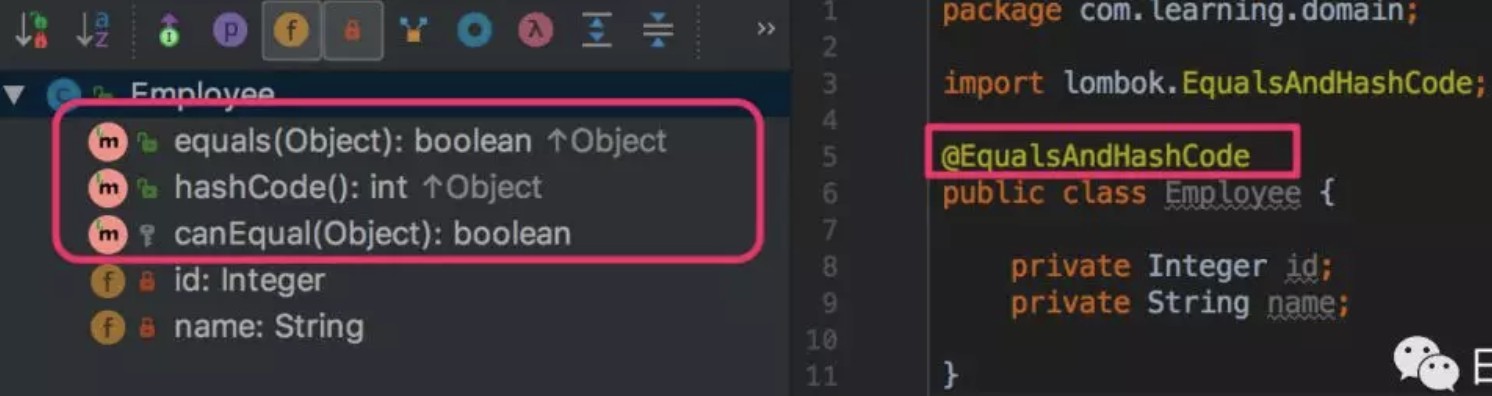 Employee
equals(Object): boolean ↑Object
hashCode(): int ↑Object
canEqual(Object): boolean
id: Integer
name: String
1 package com.learning.domain;
2
3 import lombok.EqualsAndHashCode;
4
5 @EqualsAndHashCode
6 public class Employee {
7
8 private Integer id;
9 private String name;
10
11 }